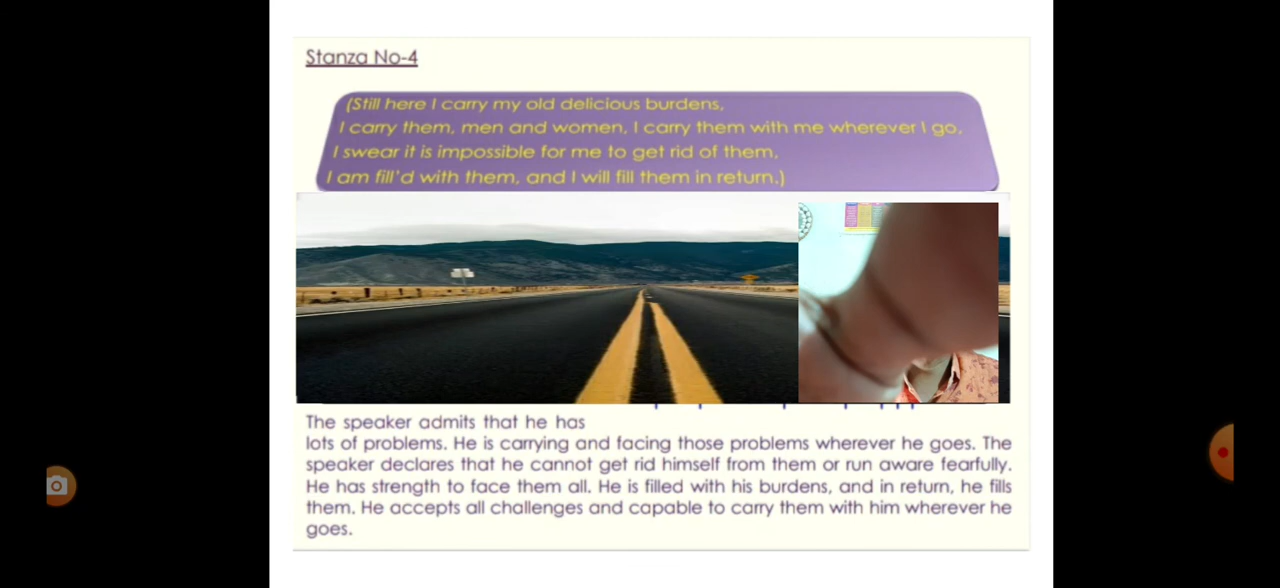 Stanza No-4
(Still here I carry my old delicious burdens,
I carry them, men and women, I carry them with me wherever I go,
I swear it is impossible for me to get rid of them,
I am fill'd with them, and I will fill them in return.)
The speaker admits that he has
lots of problems. He is carrying and facing those problems wherever he goes. The
speaker declares that he cannot get rid himself from them or run aware fearfully.
He has strength to face them all. He is filled with his burdens, and in return, he fills
them. He accepts all challenges and capable to carry them with him wherever he
goes.